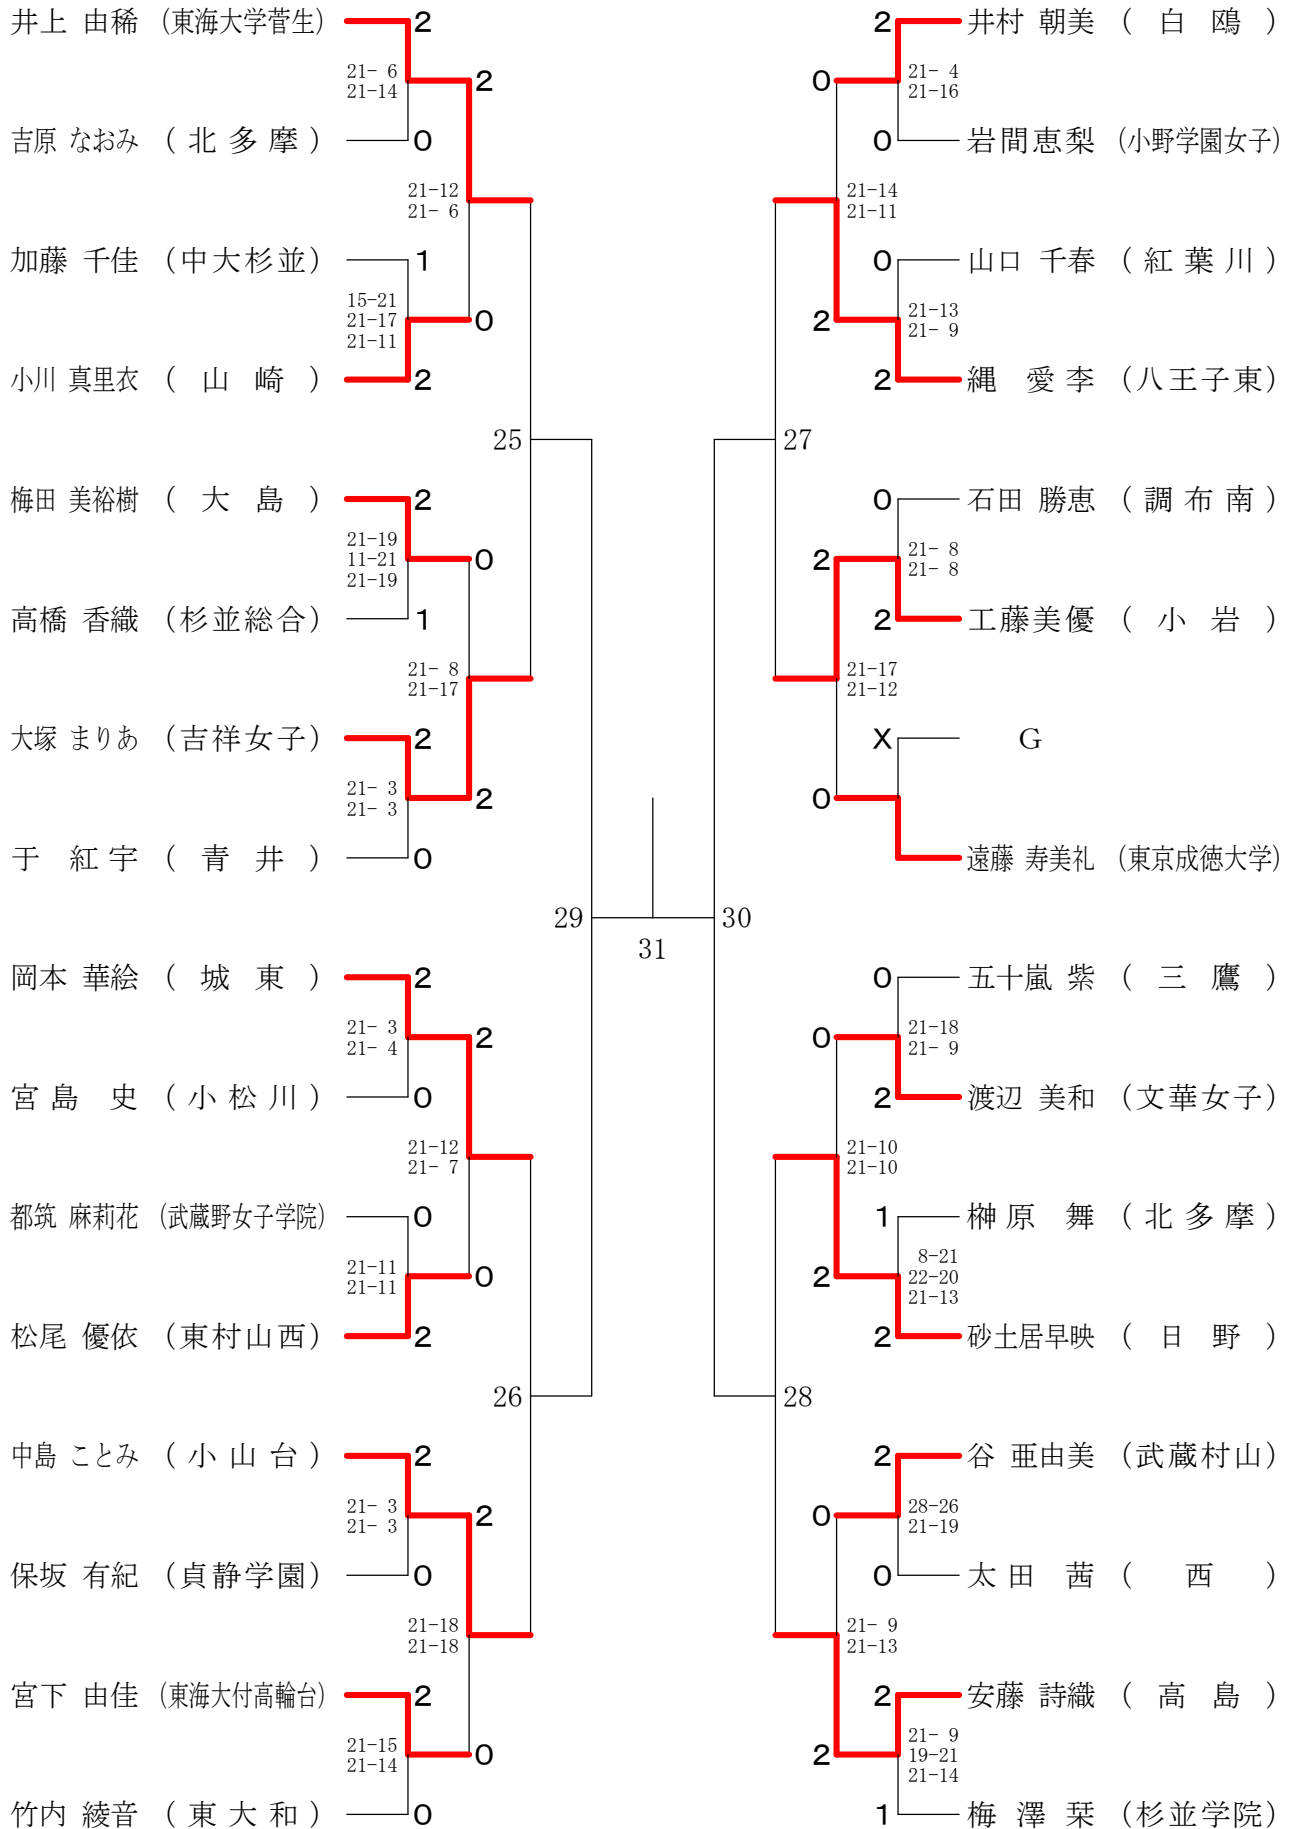 井上 由稀 (東海大学菅生) 2
21- 6
21-14
2
吉原 なおみ ( 北 多 摩 ) 0
21-12
21- 6
加藤 千佳 (中大杉並) 1
15-21
21-17
21-11
0
小川 真里衣 ( 山 崎 ) 2
25
梅田 美裕樹 ( 大 島 ) 2
21-19
11-21
21-19
0
高橋 香織 (杉並総合) 1
21- 8
21-17
大塚 まりあ (吉祥女子) 2
21- 3
21- 3
2
于 紅宇 ( 青 井 ) 0
29
岡本 華絵 ( 城 東 ) 2
21- 3
21- 4
2
宮島 史 ( 小 松 川 ) 0
21-12
21- 7
都筑 麻莉花 (武蔵野女子学院) 0
21-11
21-11
0
松尾 優依 (東村山西) 2
26
中島 ことみ ( 小 山 台 ) 2
21- 3
21- 3
2
保坂 有紀 (貞静学園) 0
21-18
21-18
宮下 由佳 (東海大付高輪台) 2
21-15
21-14
0
竹内 綾音 ( 東 大 和 ) 0
31
2 井村 朝美 ( 白 鴎 )
0
21- 4
21-16
0 岩間恵梨 (小野学園女子)
21-14
21-11
0 山口 千春 ( 紅 葉 川 )
2
21-13
21- 9
2 縄 愛李 (八王子東)
27
0 石田 勝恵 ( 調 布 南 )
2
21- 8
21- 8
2 工藤美優 ( 小 岩 )
21-17
21-12
X G
0
遠藤 寿美礼 (東京成徳大学)
30
0 五十嵐 紫 ( 三 鷹 )
0
21-18
21- 9
2 渡辺 美和 (文華女子)
21-10
21-10
1 榊原 舞 ( 北 多 摩 )
2
8-21
22-20
21-13
2 砂土居早映 ( 日 野 )
28
2 谷 亜由美 (武蔵村山)
0
28-26
21-19
0 太田 茜 ( 西 )
21- 9
21-13
2 安藤 詩織 ( 高 島 )
2
21- 9
19-21
21-14
1 梅澤 栞 (杉並学院)